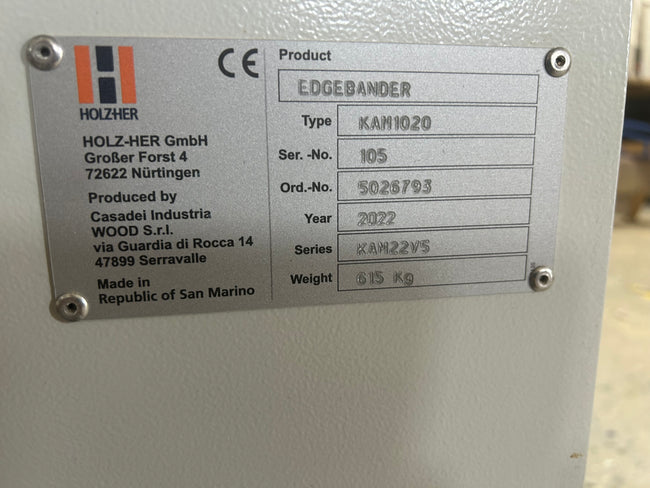 HOLZHER
CE
HOLZ-HER GmbH
Großer Forst 4
72622 Nürtingen
Produced by
Casadei Industria
WOOD S.r.l.
via Guardia di Rocca 14
47899 Serravalle
Made in
Republic of San Marino
Product
EDGEBANDER
Type KAM1020
Ser. -No. 105
Ord.-No. 5026793
Year 2022
Series KAM22V5
Weight 615 Kg